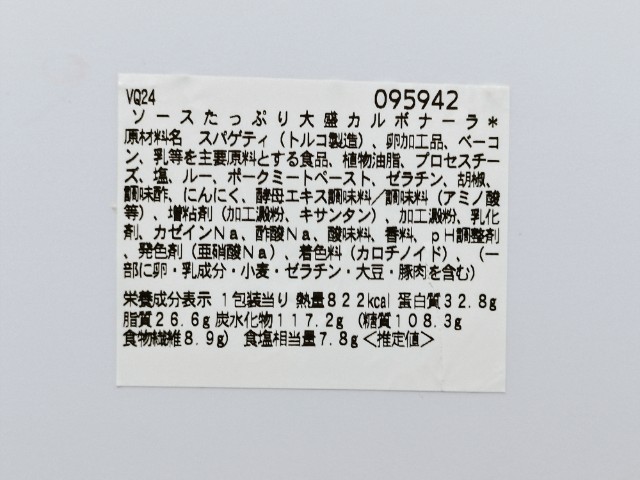 VQ24 095942
ソースたっぷり大盛カルボナーラ*
原材料名 スパゲティ(トルコ製造)、卵加工品、ベーコ
ン、乳等を主要原料とする食品、植物油脂、プロセスチー
ズ、塩、ルー、ポークミートペースト、ゼラチン、胡椒、
調味酢、にんにく、酵母エキス調味料/調味料(アミノ酸
等)、増粘剤(加工澱粉、キサンタン)、加工澱粉、乳化
剤、カゼインNa、酢酸Na、酸味料、香料、pH調整剤
、発色剤(亜硝酸Na)、着色料(カロチノイド)、(一
部に卵・乳成分・小麦・ゼラチン・大豆・豚肉を含む)
栄養成分表示 1包装当り 熱量822kcal 蛋白質32.8g
脂質26.6g 炭水化物117.2g (糖質108.3g
食物繊維8.9g) 食塩相当量7.8g<推定値>